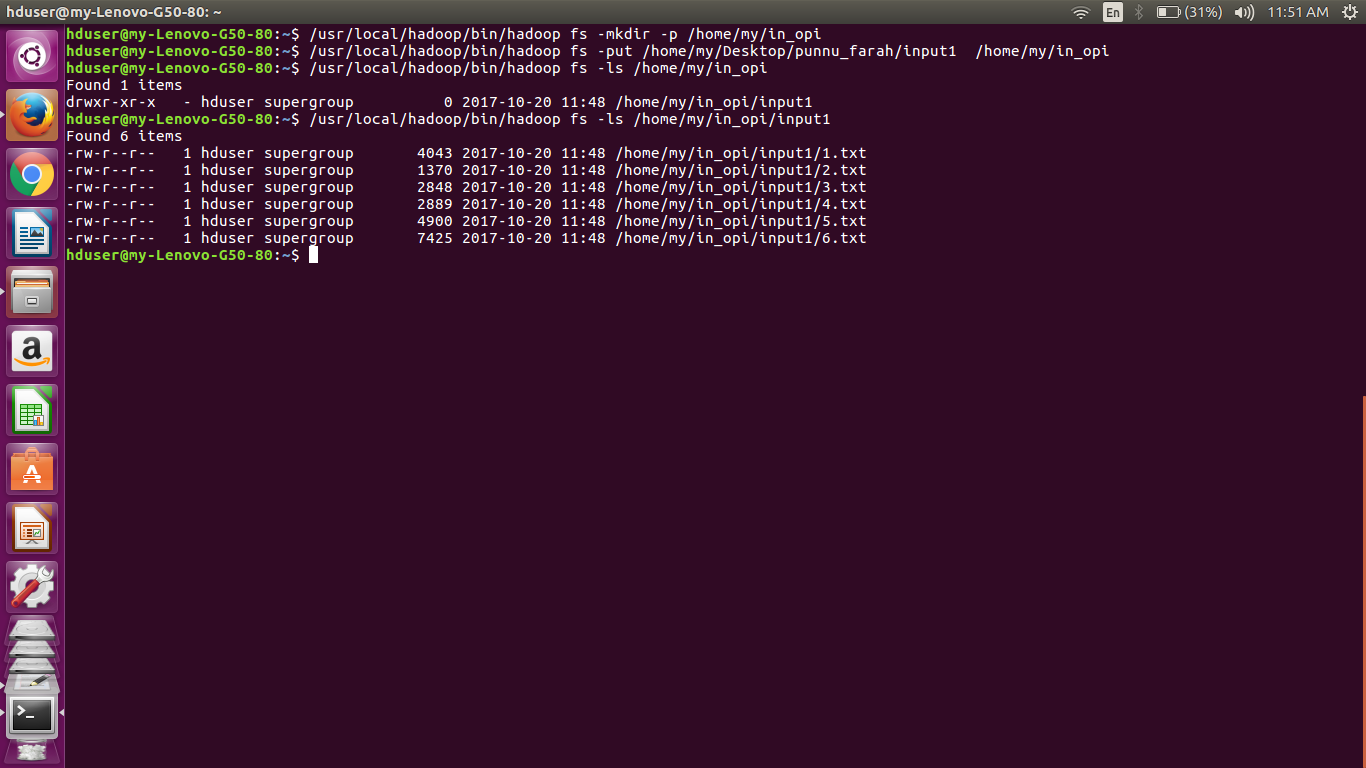 hduser@my-Lenovo-G50-80: ~
En
(31%)
11:51 AM
hduser@my-Lenovo-G50-80:~$ /usr/local/hadoop/bin/hadoop fs -mkdir -p /home/my/in_opi
hduser@my-Lenovo-G50-80:~$ /usr/local/hadoop/bin/hadoop fs -put /home/my/Desktop/punnu_farah/input1  /home/my/in_opi
hduser@my-Lenovo-G50-80:~$ /usr/local/hadoop/bin/hadoop fs -ls /home/my/in_opi
Found 1 items
drwxr-xr-x   - hduser supergroup          0 2017-10-20 11:48 /home/my/in_opi/input1
hduser@my-Lenovo-G50-80:~$ /usr/local/hadoop/bin/hadoop fs -ls /home/my/in_opi/input1
Found 6 items
-rw-r--r--   1 hduser supergroup       4043 2017-10-20 11:48 /home/my/in_opi/input1/1.txt
-rw-r--r--   1 hduser supergroup       1370 2017-10-20 11:48 /home/my/in_opi/input1/2.txt
-rw-r--r--   1 hduser supergroup       2848 2017-10-20 11:48 /home/my/in_opi/input1/3.txt
-rw-r--r--   1 hduser supergroup       2889 2017-10-20 11:48 /home/my/in_opi/input1/4.txt
-rw-r--r--   1 hduser supergroup       4900 2017-10-20 11:48 /home/my/in_opi/input1/5.txt
-rw-r--r--   1 hduser supergroup       7425 2017-10-20 11:48 /home/my/in_opi/input1/6.txt
hduser@my-Lenovo-G50-80:~$